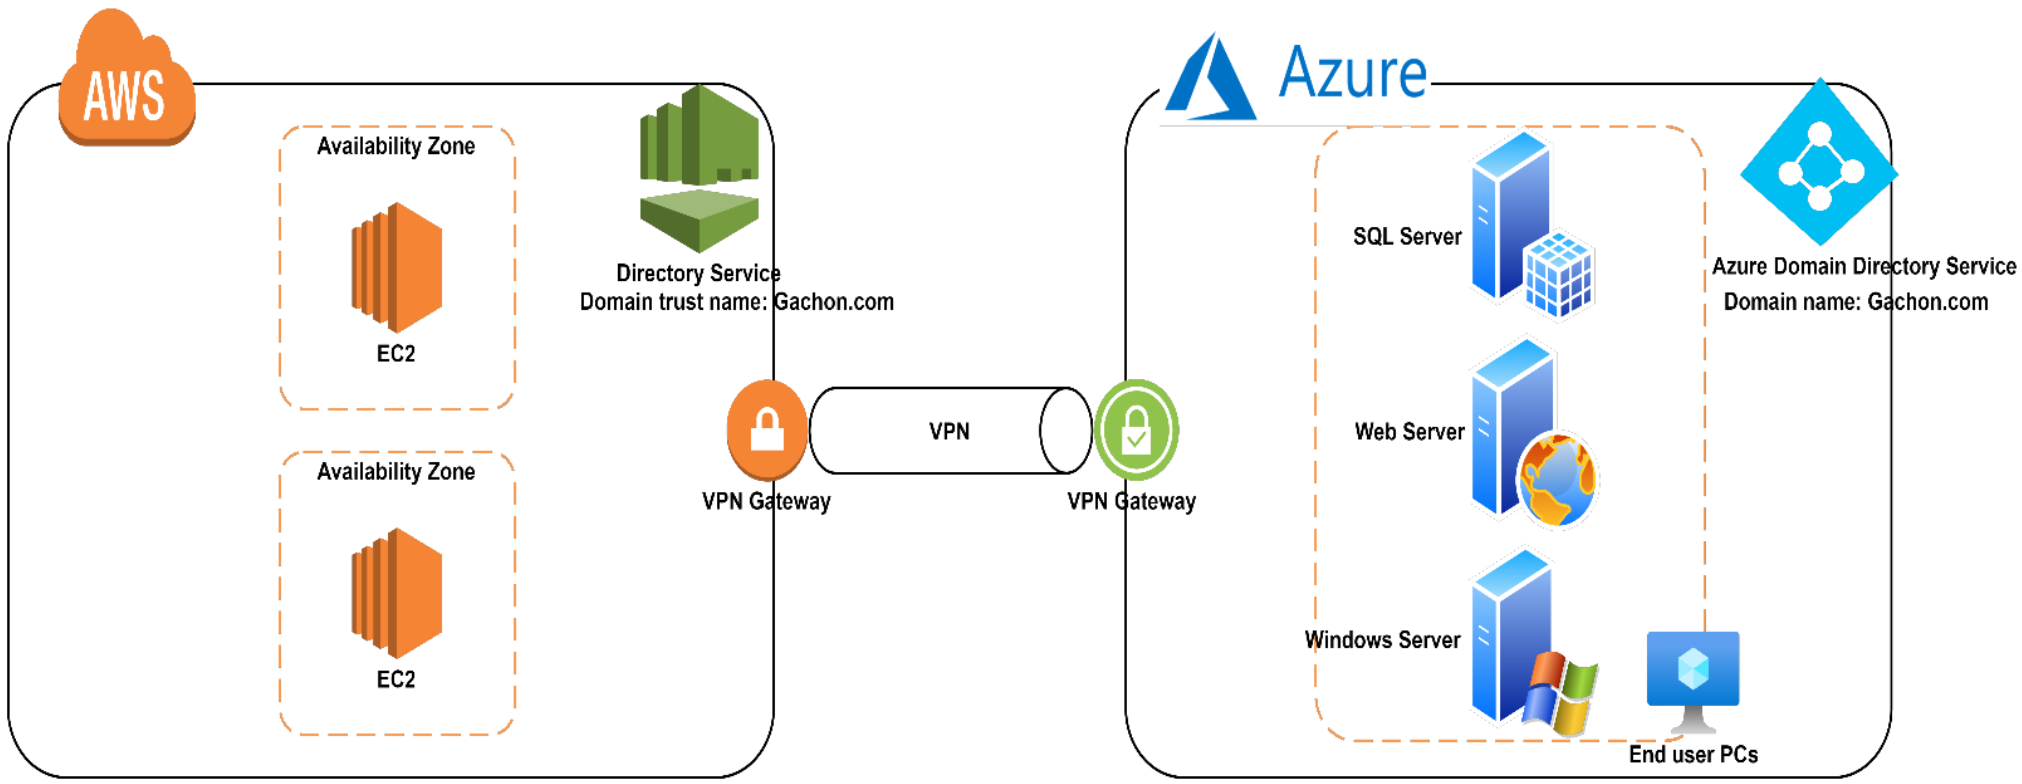 AWS
Availability Zone
EC2
Availability Zone
EC2
Directory Service
Domain trust name: Gachon.com
VPN Gateway
VPN
VPN Gateway
Azure
SQL Server
Web Server
Windows Server
End user PCs
Azure Domain Directory Service
Domain name: Gachon.com